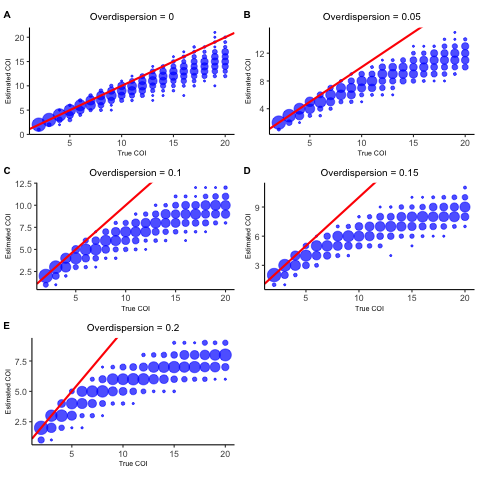 A
Overdispersion = 0
Estimated COI
20
15
10
5
0
5
10
15
20
True COI
B
Overdispersion = 0.05
Estimated COI
12
8
4
5
10
15
20
True COI
C
Overdispersion = 0.1
Estimated COI
12.5
10.0
7.5
5.0
2.5
5
10
15
20
True COI
D
Overdispersion = 0.15
Estimated COI
9
6
3
5
10
15
20
True COI
E
Overdispersion = 0.2
Estimated COI
7.5
5.0
2.5
5
10
15
20
True COI